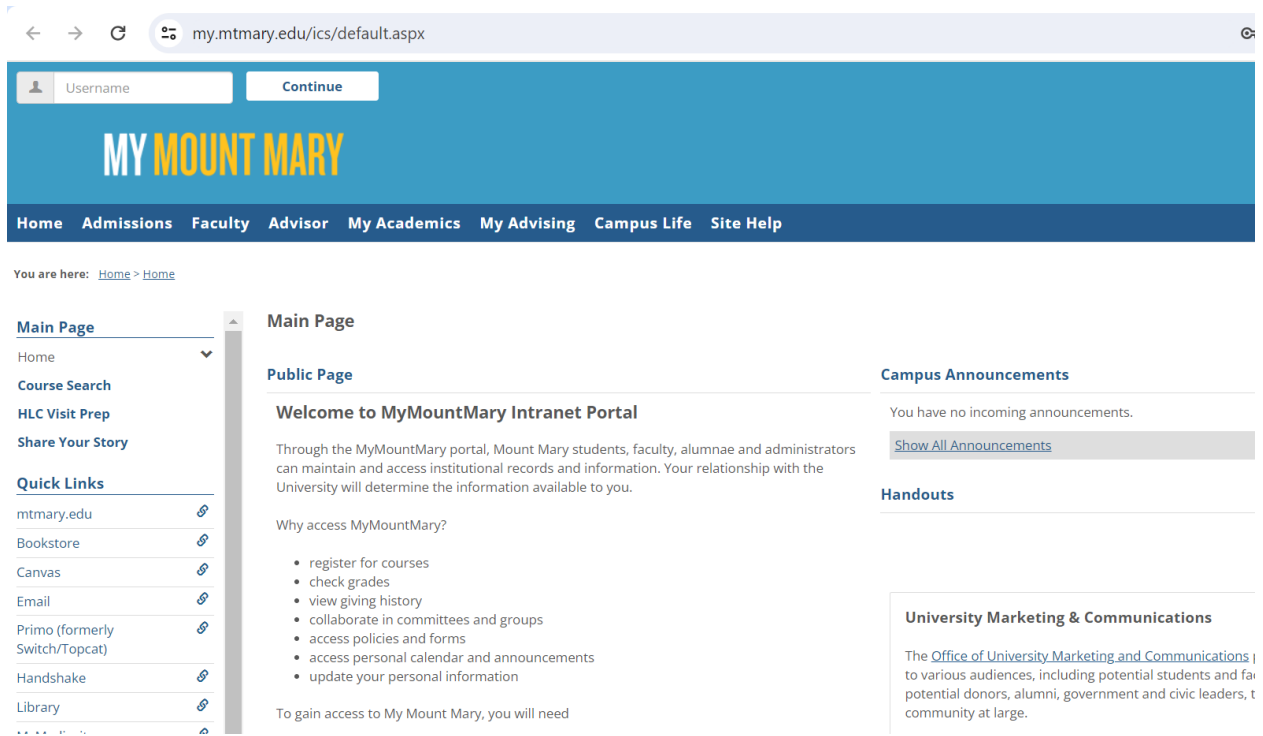 my.mtmary.edu/ics/default.aspx
Username
Continue
MY MOUNT MARY
Home Admissions Faculty Advisor My Academics My Advising Campus Life Site Help
You are here: Home > Home
Main Page
Home
Course Search
HLC Visit Prep
Share Your Story
Quick Links
mtmary.edu
Bookstore
Canvas
Email
Primo (formerly
Switch/Topcat)
Handshake
Library
Main Page
Public Page
Welcome to MyMountMary Intranet Portal
Through the MyMountMary portal, Mount Mary students, faculty, alumnae and administrators
can maintain and access institutional records and information. Your relationship with the
University will determine the information available to you.
Why access MyMountMary?
• register for courses
• check grades
• view giving history
• collaborate in committees and groups
• access policies and forms
• access personal calendar and announcements
• update your personal information
To gain access to My Mount Mary, you will need
Campus Announcements
You have no incoming announcements.
Show All Announcements
Handouts
University Marketing & Communications
The Office of University Marketing and Communications
to various audiences, including potential students and
potential donors, alumni, government and civic leaders,
community at large.